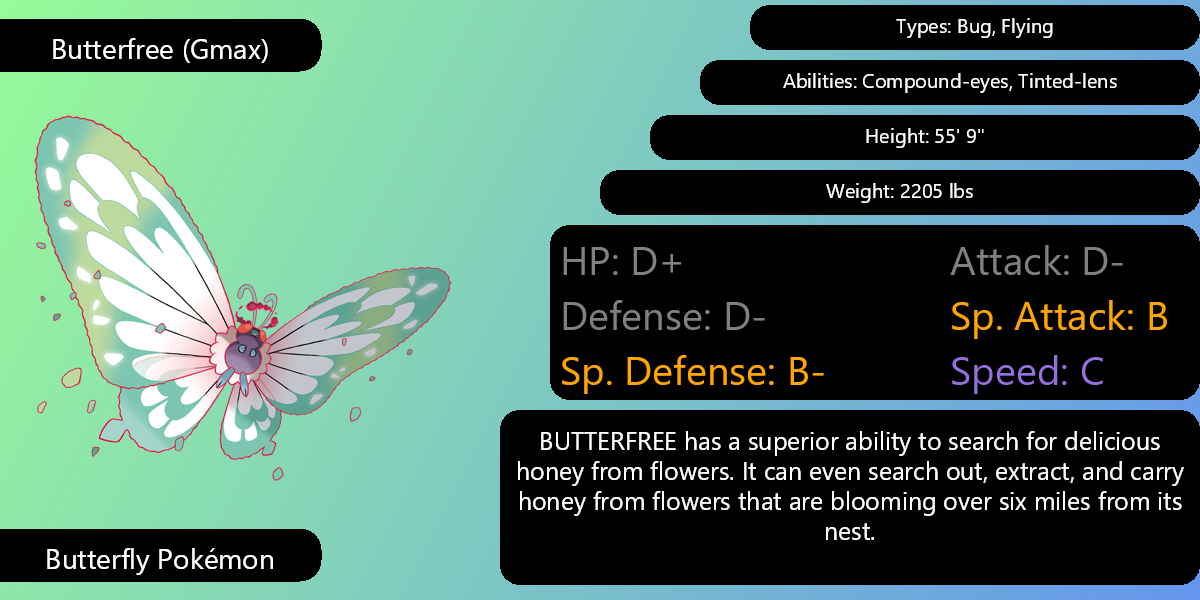 Butterfree (Gmax)
Types: Bug, Flying
Abilities: Compound-eyes, Tinted-lens
Height: 55' 9"
Weight: 2205 lbs
HP: D+
Attack: D-
Defense: D-
Sp. Attack: B
Sp. Defense: B-
Speed: C
BUTTERFREE has a superior ability to search for delicious
honey from flowers. It can even search out, extract, and carry
honey from flowers that are blooming over six miles from its
nest.
Butterfly Pokémon